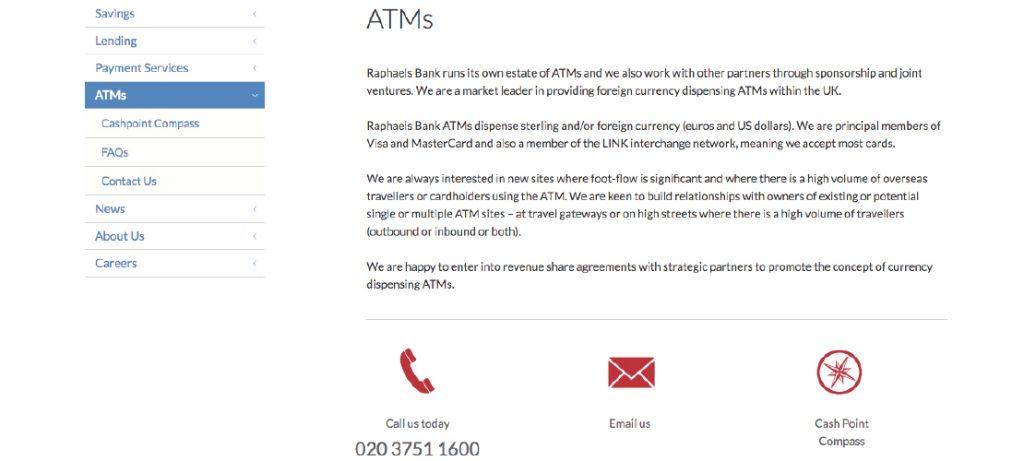 Savings
Lending
Payment Services
ATMs
Cashpoint Compass
FAQs
Contact Us
News
About Us
Careers
ATMs
Raphaels Bank runs its own estate of ATMs and we also work with other partners through sponsorship and joint
ventures. We are a market leader in providing foreign currency dispensing ATMs within the UK.
Raphaels Bank ATMs dispense sterling and/or foreign currency (euros and US dollars). We are principal members of
Visa and MasterCard and also a member of the LINK interchange network, meaning we accept most cards.
We are always interested in new sites where foot-flow is significant and where there is a high volume of overseas
travellers or cardholders using the ATM. We are keen to build relationships with owners of existing or potential
single or multiple ATM sites – at travel gateways or on high streets where there is a high volume of travellers
(outbound or inbound or both).
We are happy to enter into revenue share agreements with strategic partners to promote the concept of currency
dispensing ATMs.
Call us today
020 3751 1600
Email us
Cash Point
Compass